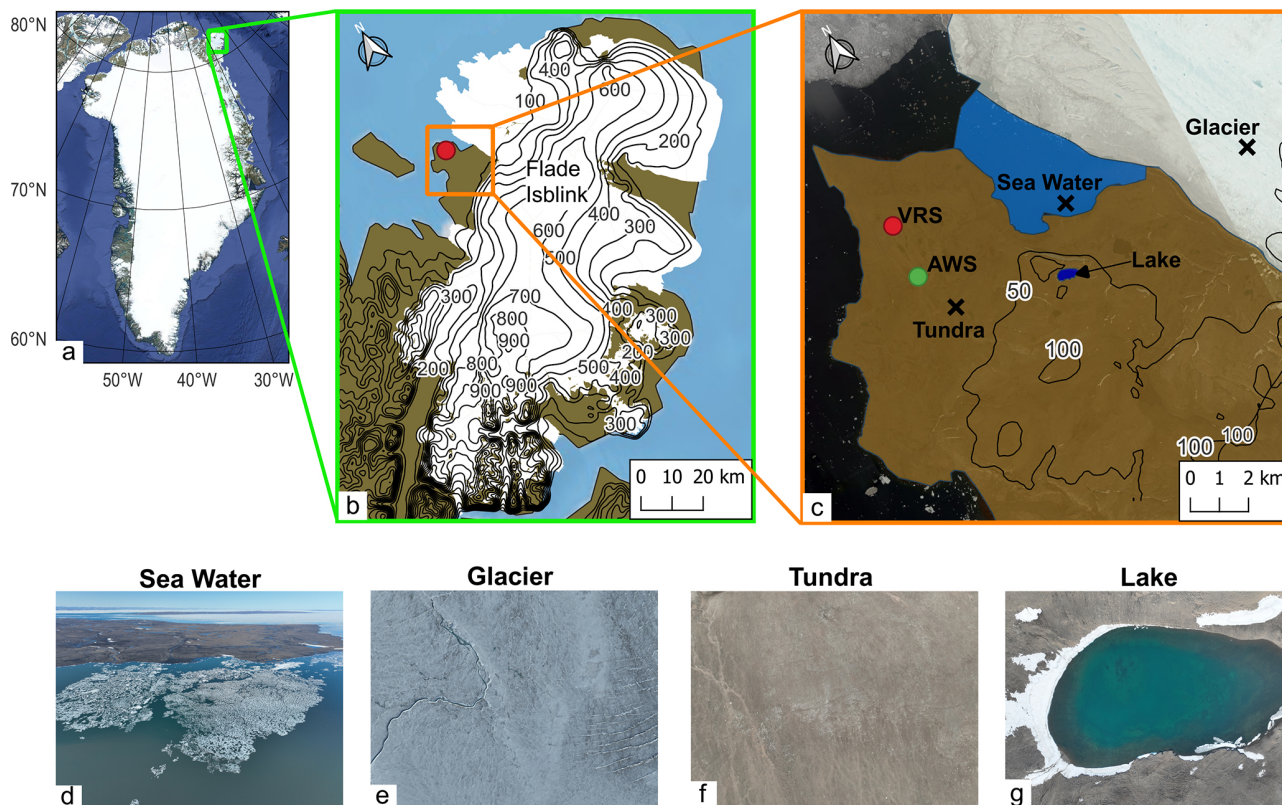 80°N
70°N
60°N
50°W
40°W
30°W
a
400
600
100
200
Flade
Isblink
400
300
600
500
300
700
800
900
400
300
300
200
200
800
900
900
500
400
300
b
0 10 20 km
Glacier
Sea Water
VRS
AWS
Lake
50
Tundra
100
100
100
c
0 1 2 km
Sea Water
Glacier
Tundra
Lake
d
e
f
g